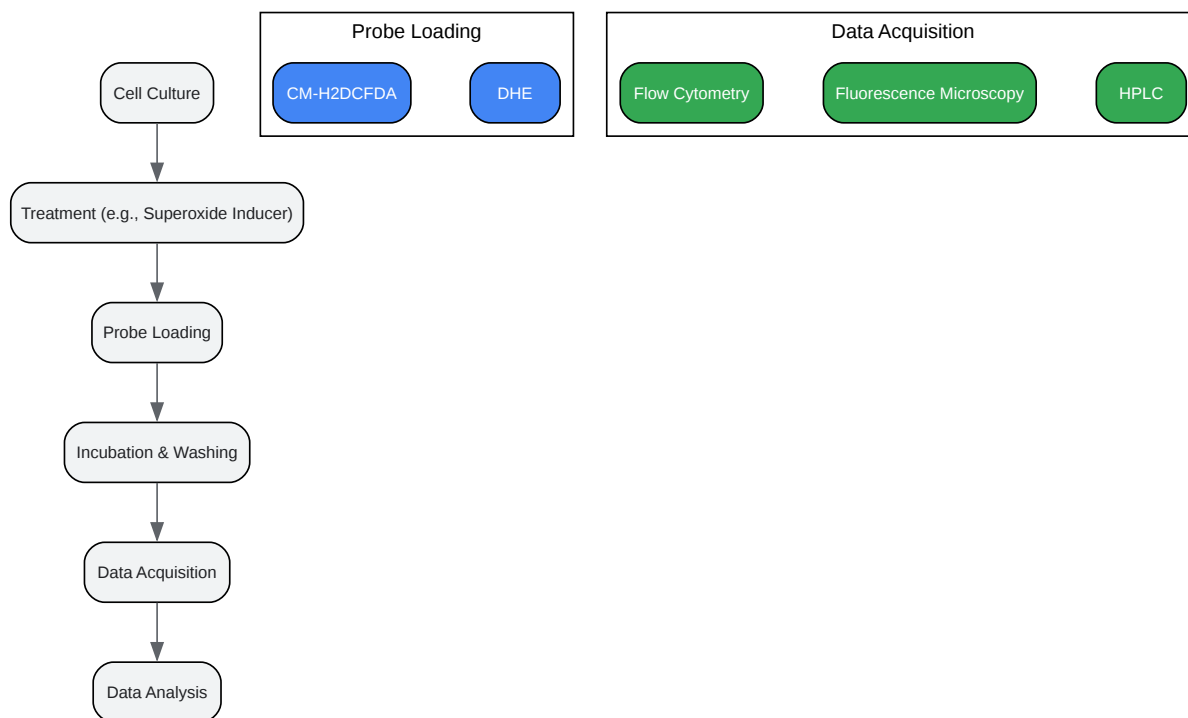 Probe Loading
Data Acquisition
Cell Culture
CM-H2DCFDA
DHE
Flow Cytometry
Fluorescence Microscopy
HPLC
Treatment (e.g., Superoxide Inducer)
Probe Loading
Incubation & Washing
Data Acquisition
Data Analysis